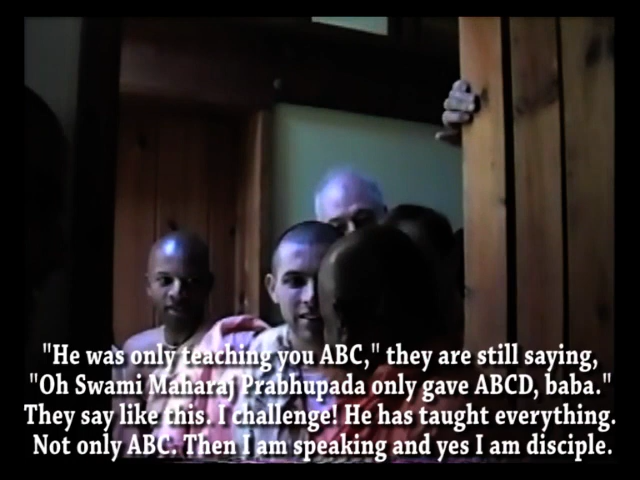 "He was only teaching you ABC," they are still saying,
"Oh Swami Maharaj Prabhupada only gave ABCD, baba."
They say like this. I challenge! He has taught everything.
Not only ABC. Then I am speaking and yes I am disciple.